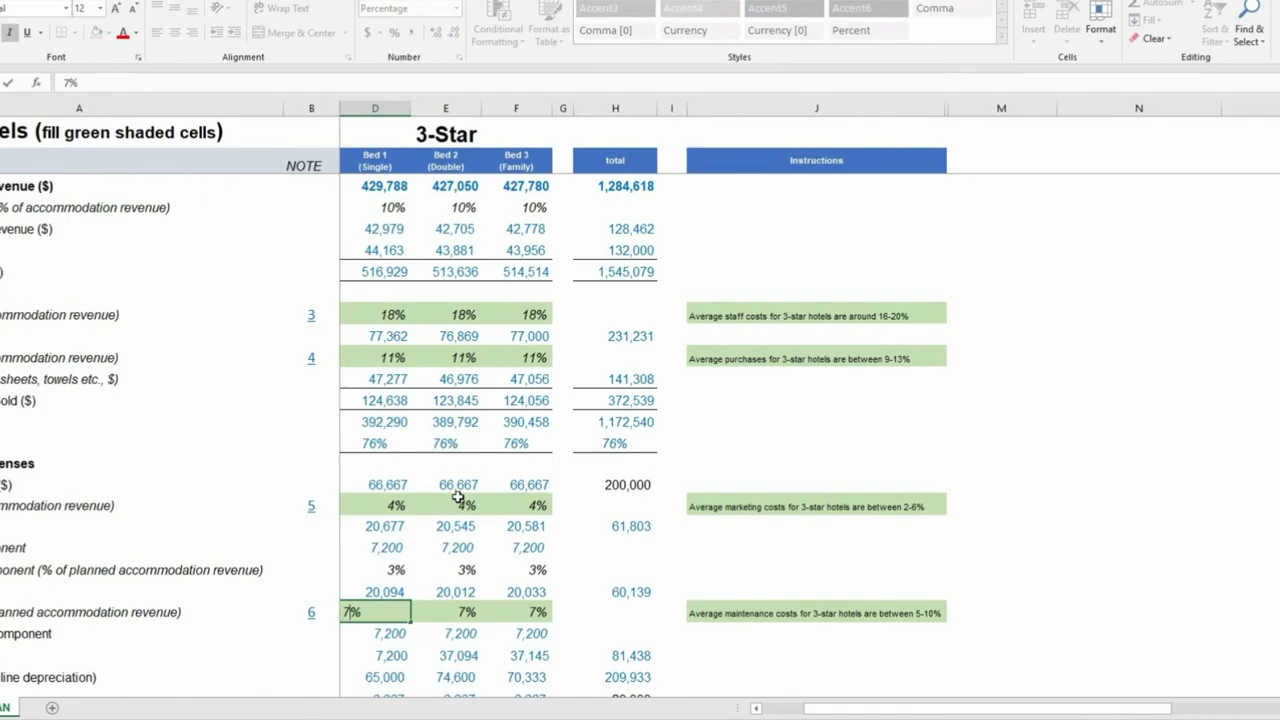 al 12 A A Wrap Text Percentage Conditional Formatting Format as Table Accent3 Accent4 Accent5 Accent6 Comma Insert Delete Format AutoSum Sort & Filter Find & Select
I U A Merge & Center $ % , Comma [0] Currency Currency [0] Percent Fill Clear
Font Alignment Number Styles Cells Editing
fx 7%
A B D E F G H I J M N
els (fill green shaded cells) 3-Star
NOTE Bed 1 (Single) Bed 2 (Double) Bed 3 (Family) total Instructions
venue ($) 429,788 427,050 427,780 1,284,618
% of accommodation revenue) 10% 10% 10%
evenue ($) 42,979 42,705 42,778 128,462
44,163 43,881 43,956 132,000
) 516,929 513,636 514,514 1,545,079
ommodation revenue) 3 18% 18% 18% Average staff costs for 3-star hotels are around 16-20%
77,362 76,869 77,000 231,231
ommodation revenue) 4 11% 11% 11% Average purchases for 3-star hotels are between 9-13%
sheets, towels etc., $) 47,277 46,976 47,056 141,308
Sold ($) 124,638 123,845 124,056 372,539
392,290 389,792 390,458 1,172,540
76% 76% 76% 76%
enses
($) 66,667 66,667 66,667 200,000
mmodation revenue) 5 4% 4% 4% Average marketing costs for 3-star hotels are between 2-6%
20,677 20,545 20,581 61,803
nent 7,200 7,200 7,200
ponent (% of planned accommodation revenue) 3% 3% 3%
20,094 20,012 20,033 60,139
anned accommodation revenue) 6 7% 7% 7% Average maintenance costs for 3-star hotels are between 5-10%
component 7,200 7,200 7,200
7,200 37,094 37,145 81,438
line depreciation) 65,000 74,600 70,333 209,933
AN